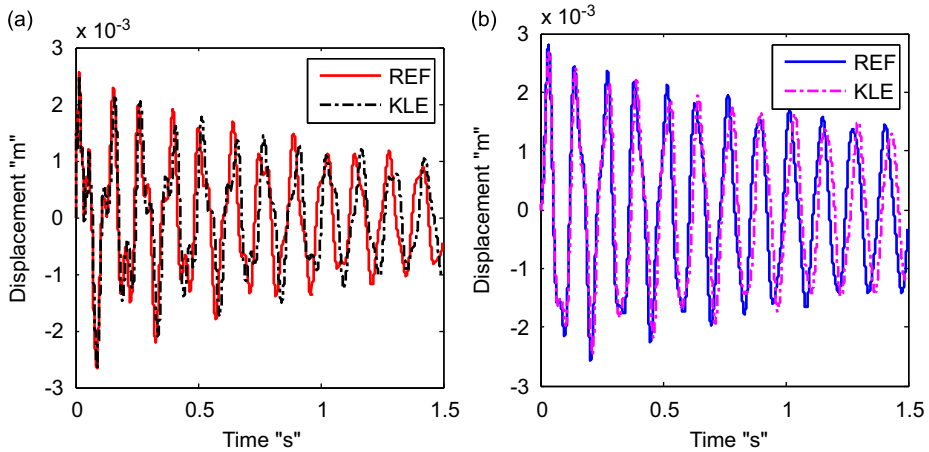 (a)
x 10⁻³
3
2
1
0
-1
-2
-3
0
0.5
1
1.5
Displacement "m"
Time "s"
REF
KLE
(b)
x 10⁻³
3
2
1
0
-1
-2
-3
0
0.5
1
1.5
Displacement "m"
Time "s"
REF
KLE